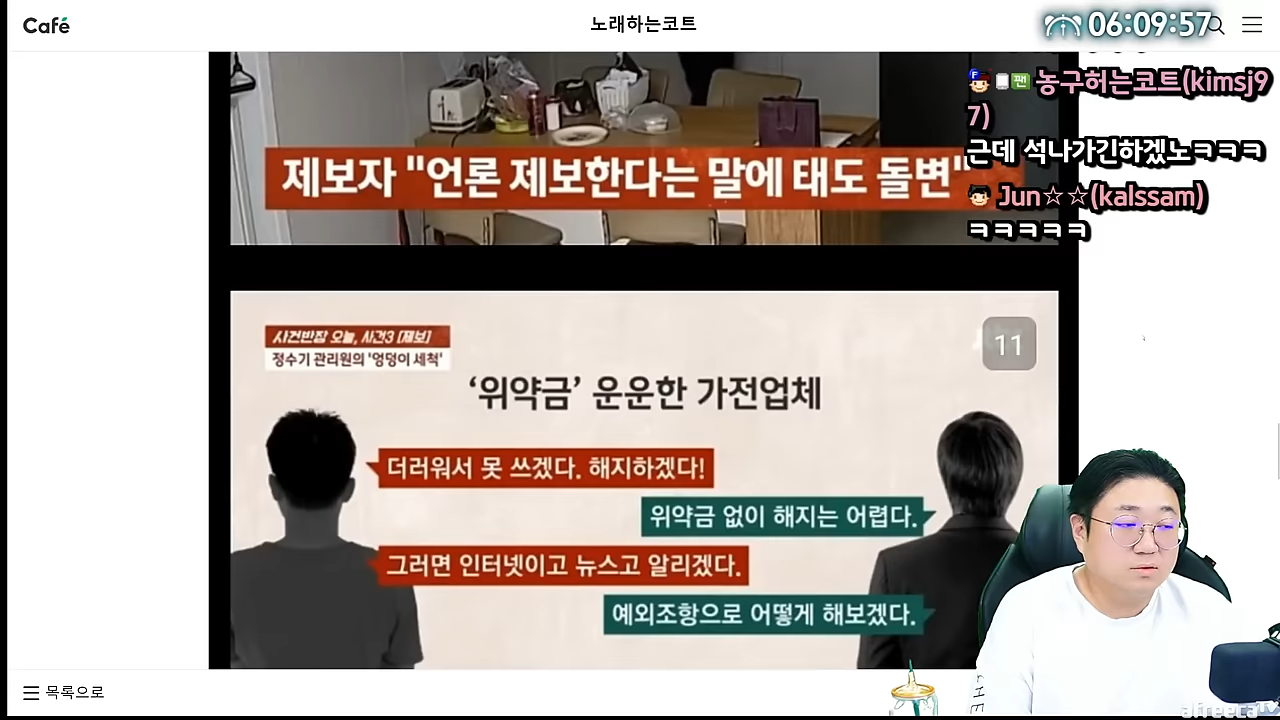 Café
노래하는코트
06:09:57
제보자 "언론 제보한다는 말에 태도 돌변"
팬 농구허는코트(kimsj9
7)
근데 석나가긴하겠노ㅋㅋㅋ
Jun☆☆(kalssam)
ㅋㅋㅋㅋㅋ
사건반장 오늘, 사건3 [제보]
정수기 관리원의 '엉덩이 세척'
11
'위약금' 운운한 가전업체
더러워서 못 쓰겠다. 해지하겠다!
위약금 없이 해지는 어렵다.
그러면 인터넷이고 뉴스고 알리겠다.
예외조항으로 어떻게 해보겠다.
목록으로
afreecaTV